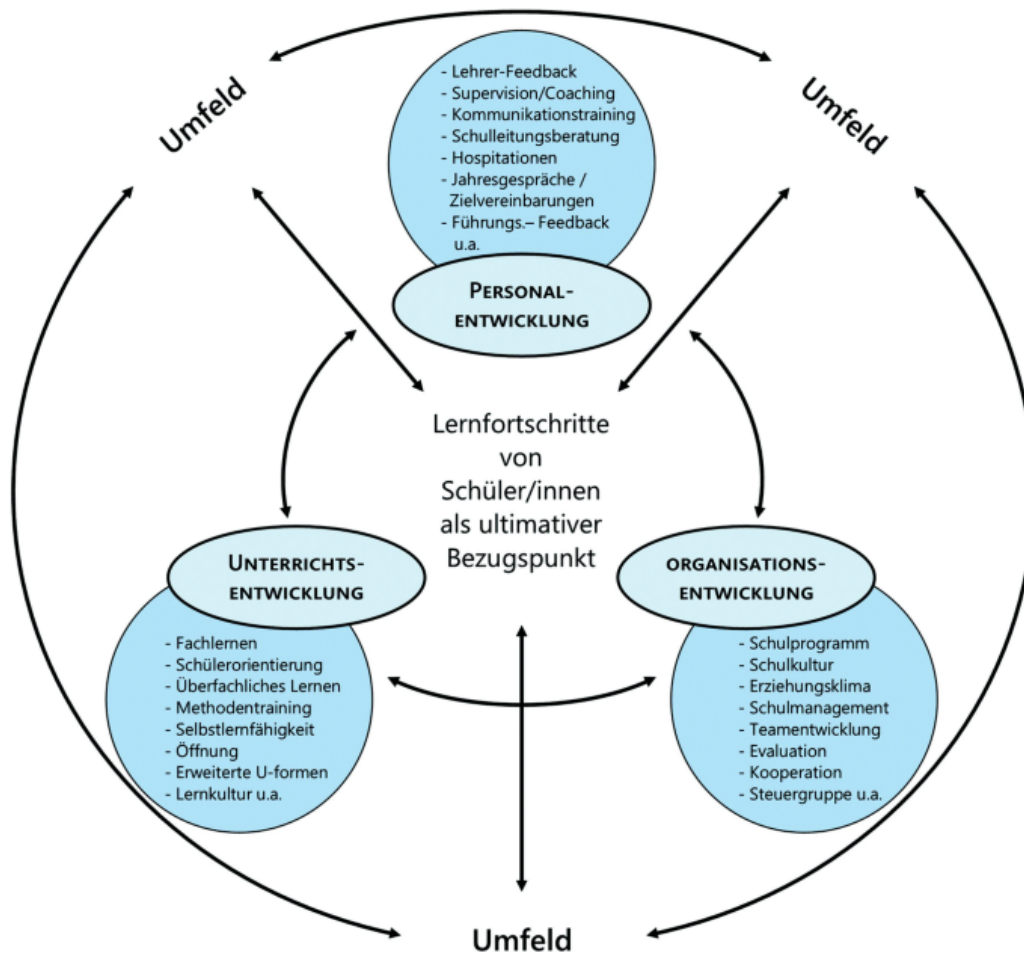 Umfeld
Umfeld
- Lehrer-Feedback
- Supervision/Coaching
- Kommunikationstraining
- Schulleitungsberatung
- Hospitationen
- Jahresgespräche /
Zielvereinbarungen
- Führungs.– Feedback
u.a.
PERSONAL-
ENTWICKLUNG
Lernfortschritte
von
Schüler/innen
als ultimativer
Bezugspunkt
UNTERRICHTS-
ENTWICKLUNG
- Fachlernen
- Schülerorientierung
- Überfachliches Lernen
- Methodentraining
- Selbstlernfähigkeit
- Öffnung
- Erweiterte U-formen
- Lernkultur u.a.
ORGANISATIONS-
ENTWICKLUNG
- Schulprogramm
- Schulkultur
- Erziehungsklima
- Schulmanagement
- Teamentwicklung
- Evaluation
- Kooperation
- Steuergruppe u.a.
Umfeld